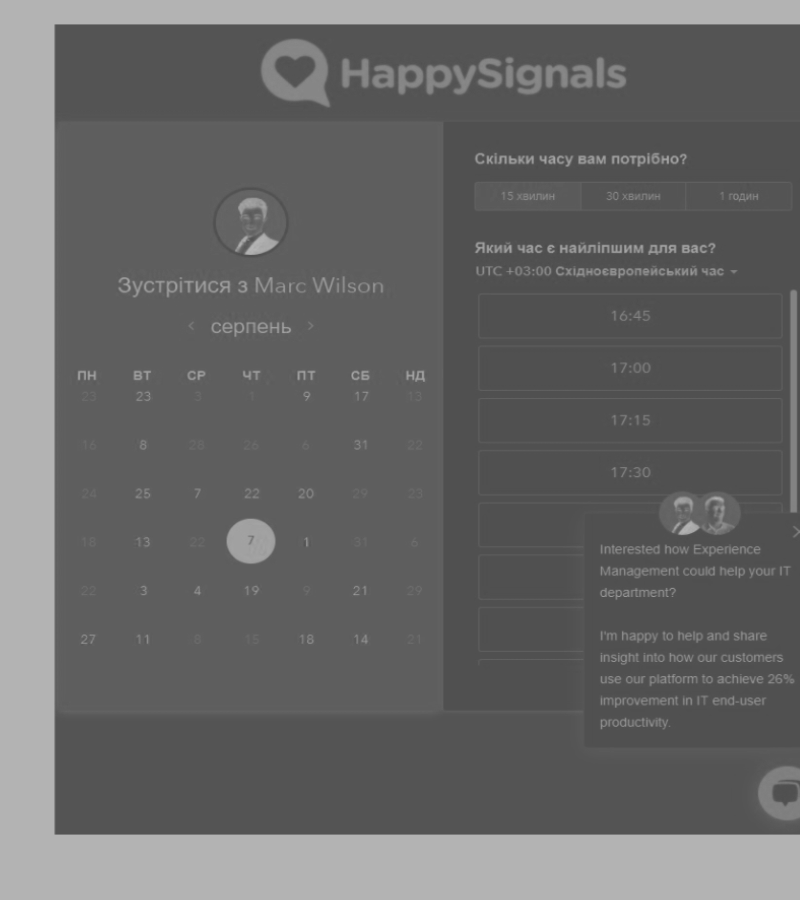 HappySignals
Зустрітися з Marc Wilson
серпень
ПН ВТ СР ЧТ ПТ СБ НД
23 23 3 1 9 17 13
16 8 28 26 6 31 22
24 25 7 22 20 29 23
18 13 22 7 1 31 6
22 3 4 19 9 21 29
27 11 8 15 18 14 21
Скільки часу вам потрібно?
15 хвилин 30 хвилин 1 годин
Який час є найліпшим для вас?
UTC +03:00 Східноєвропейський час
16:45
17:00
17:15
17:30
Interested how Experience
Management could help your IT
department?
I'm happy to help and share
insight into how our customers
use our platform to achieve 26%
improvement in IT end-user
productivity.